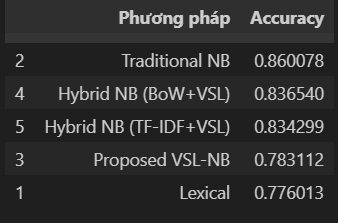 Phương pháp Accuracy
2 Traditional NB 0.860078
4 Hybrid NB (BoW+VSL) 0.836540
5 Hybrid NB (TF-IDF+VSL) 0.834299
3 Proposed VSL-NB 0.783112
1 Lexical 0.776013